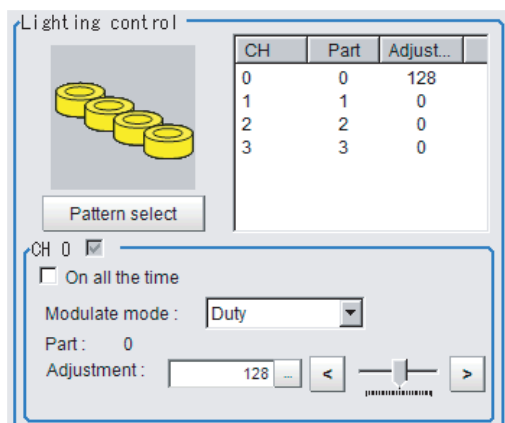 Lighting control
CH Part Adjust...
0 0 128
1 1 0
2 2 0
3 3 0
Pattern select
CH 0
On all the time
Modulate mode : Duty
Part : 0
Adjustment : 128 ... < >